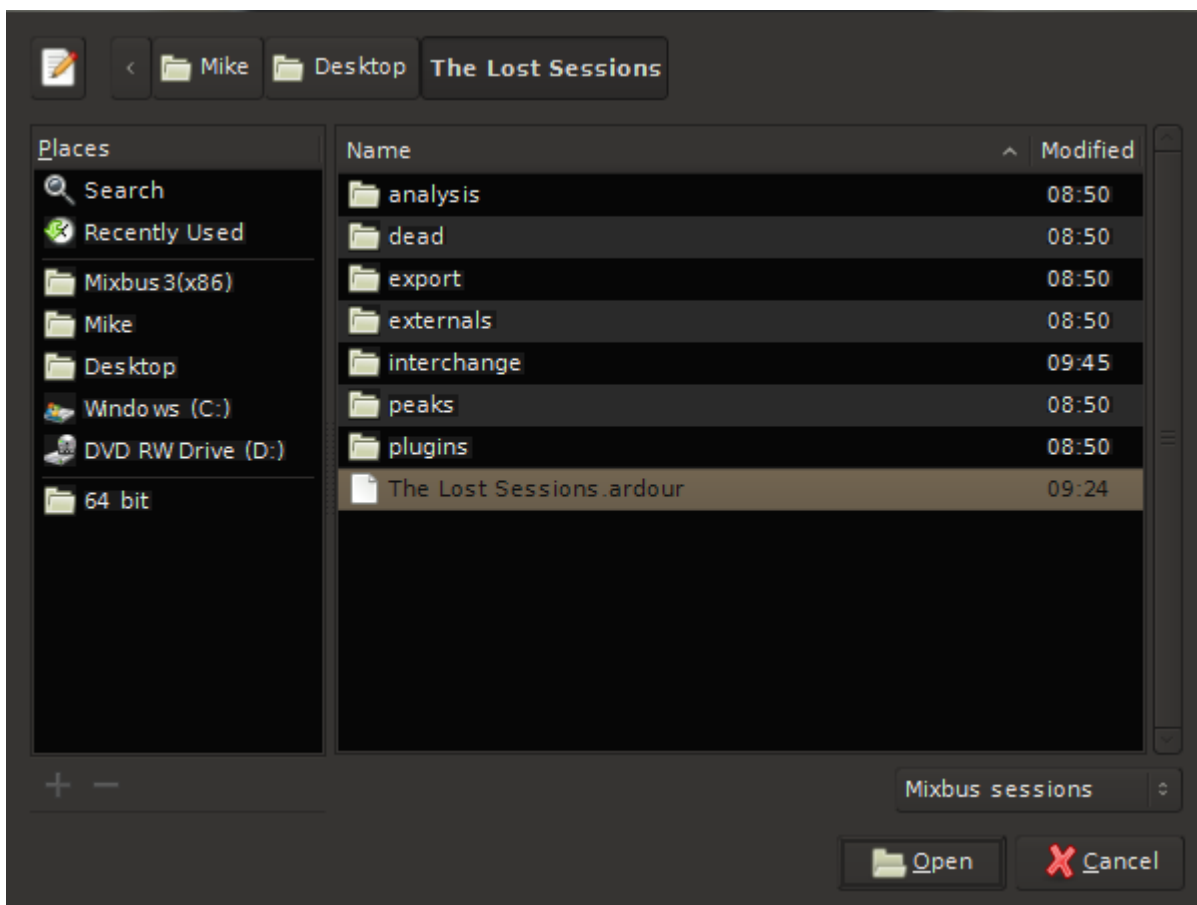 < Mike Desktop The Lost Sessions
Places
Search
Recently Used
Mixbus3(x86)
Mike
Desktop
Windows (C:)
DVD RW Drive (D:)
64 bit
Name Modified
analysis 08:50
dead 08:50
export 08:50
externals 08:50
interchange 09:45
peaks 08:50
plugins 08:50
The Lost Sessions.ardour 09:24
Mixbus sessions
Open Cancel